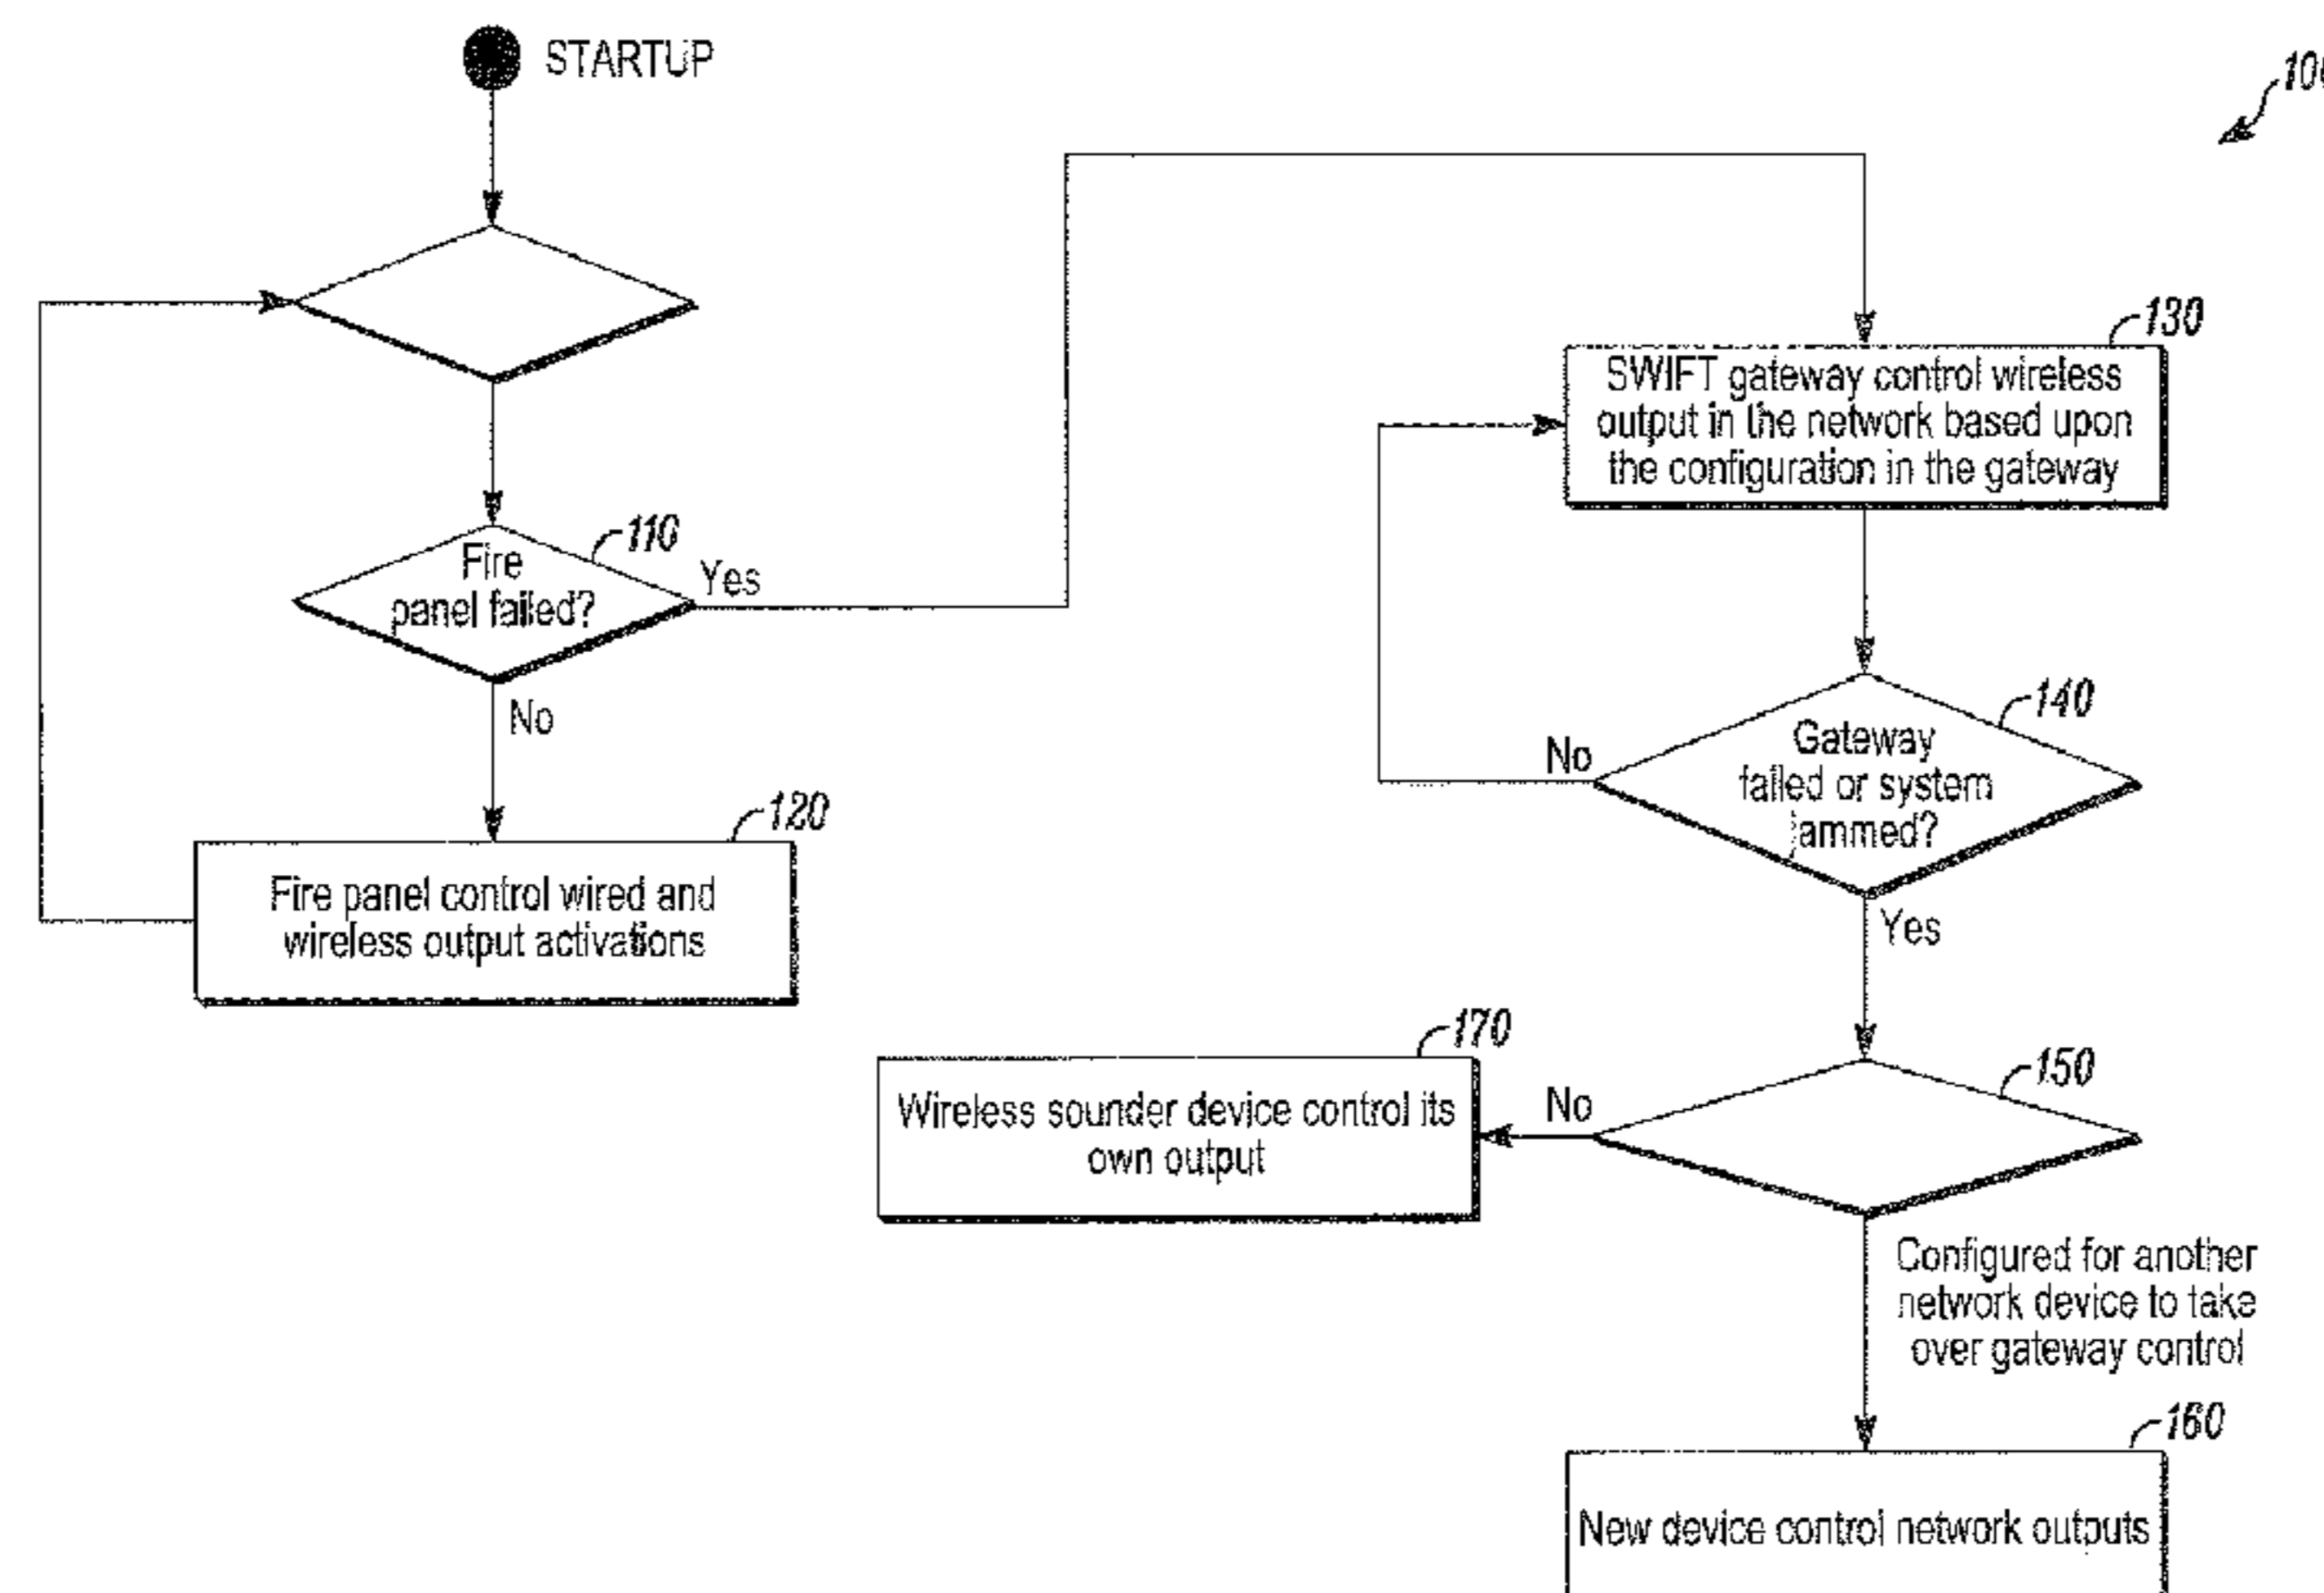 STARTUP
110
Fire
panel failed?
Yes
No
120
Fire panel control wired and
wireless output activations
130
SWIFT gateway control wireless
output in the network based upon
the configuration in the gateway
140
Gateway
failed or system
jammed?
No
Yes
150
No
170
Wireless sounder device control its
own output
Configured for another
network device to take
over gateway control
160
New device control network outputs